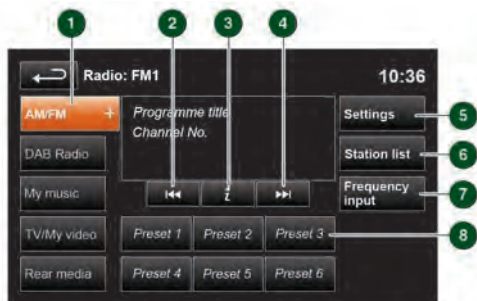 1 2 3 4
Radio: FM1 10:36
AM/FM +
Programme title
Channel No.
Settings 5
DAB Radio
Station list 6
My music
Frequency
input 7
TV/My video Preset 1 Preset 2 Preset 3 8
Rear media Preset 4 Preset 5 Preset 6